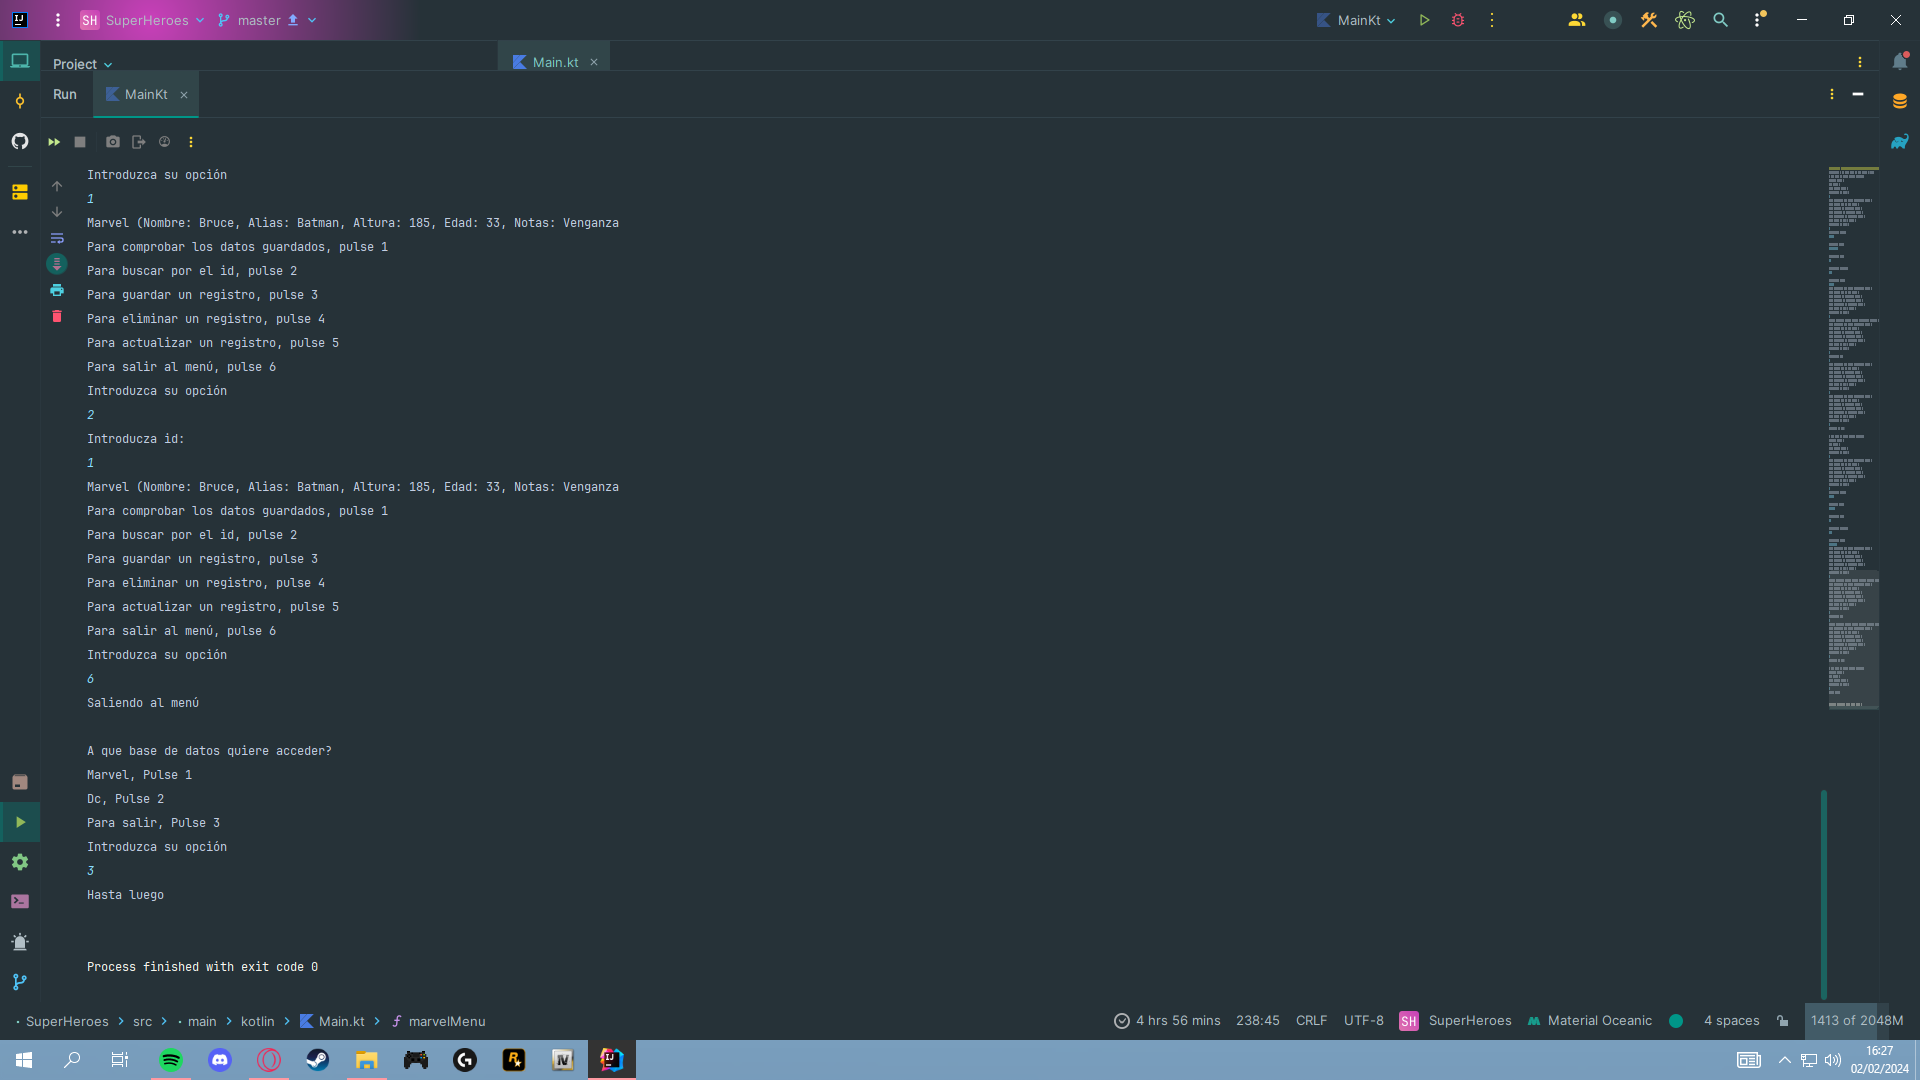 SH SuperHeroes master MainKt
Project Main.kt
Run MainKt
Introduzca su opción
1
Marvel (Nombre: Bruce, Alias: Batman, Altura: 185, Edad: 33, Notas: Venganza
Para comprobar los datos guardados, pulse 1
Para buscar por el id, pulse 2
Para guardar un registro, pulse 3
Para eliminar un registro, pulse 4
Para actualizar un registro, pulse 5
Para salir al menú, pulse 6
Introduzca su opción
2
Introducza id:
1
Marvel (Nombre: Bruce, Alias: Batman, Altura: 185, Edad: 33, Notas: Venganza
Para comprobar los datos guardados, pulse 1
Para buscar por el id, pulse 2
Para guardar un registro, pulse 3
Para eliminar un registro, pulse 4
Para actualizar un registro, pulse 5
Para salir al menú, pulse 6
Introduzca su opción
6
Saliendo al menú
A que base de datos quiere acceder?
Marvel, Pulse 1
Dc, Pulse 2
Para salir, Pulse 3
Introduzca su opción
3
Hasta luego
Process finished with exit code 0
SuperHeroes > src > main > kotlin > Main.kt > marvelMenu 4 hrs 56 mins 238:45 CRLF UTF-8 SH SuperHeroes Material Oceanic 4 spaces 1413 of 2048M
16:27
02/02/2024